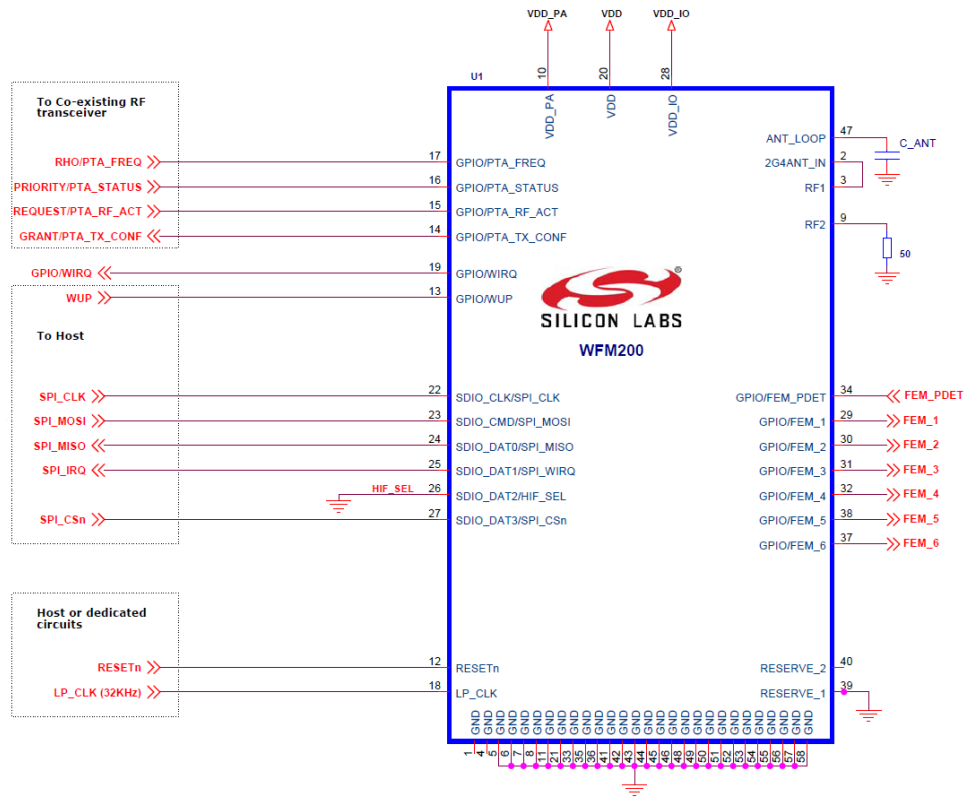 VDD_PA VDD VDD_IO
10 20 28
U1
VDD_PA VDD VDD_IO
To Co-existing RF
transceiver
RHO/PTA_FREQ 17 GPIO/PTA_FREQ
PRIORITY/PTA_STATUS 16 GPIO/PTA_STATUS
REQUEST/PTA_RF_ACT 15 GPIO/PTA_RF_ACT
GRANT/PTA_TX_CONF 14 GPIO/PTA_TX_CONF
GPIO/WIRQ 19 GPIO/WIRQ
WUP 13 GPIO/WUP
ANT_LOOP 47 C_ANT
2G4ANT_IN 2
RF1 3
RF2 9
50
SILICON LABS
®
WFM200
To Host
SPI_CLK 22 SDIO_CLK/SPI_CLK
SPI_MOSI 23 SDIO_CMD/SPI_MOSI
SPI_MISO 24 SDIO_DAT0/SPI_MISO
SPI_IRQ 25 SDIO_DAT1/SPI_WIRQ
HIF_SEL 26 SDIO_DAT2/HIF_SEL
SPI_CSn 27 SDIO_DAT3/SPI_CSn
GPIO/FEM_PDET 34 FEM_PDET
GPIO/FEM_1 29 FEM_1
GPIO/FEM_2 30 FEM_2
GPIO/FEM_3 31 FEM_3
GPIO/FEM_4 32 FEM_4
GPIO/FEM_5 38 FEM_5
GPIO/FEM_6 37 FEM_6
Host or dedicated
circuits
RESETn 12 RESETn
LP_CLK (32KHz) 18 LP_CLK
RESERVE_2 40
RESERVE_1 39
GND GND GND GND GND GND GND GND GND GND GND GND GND GND GND GND GND GND GND GND GND GND GND GND GND GND GND GND
1 4 5 6 7 8 11 21 33 35 36 41 42 43 44 45 46 48 49 50 51 52 53 54 55 56 57 58